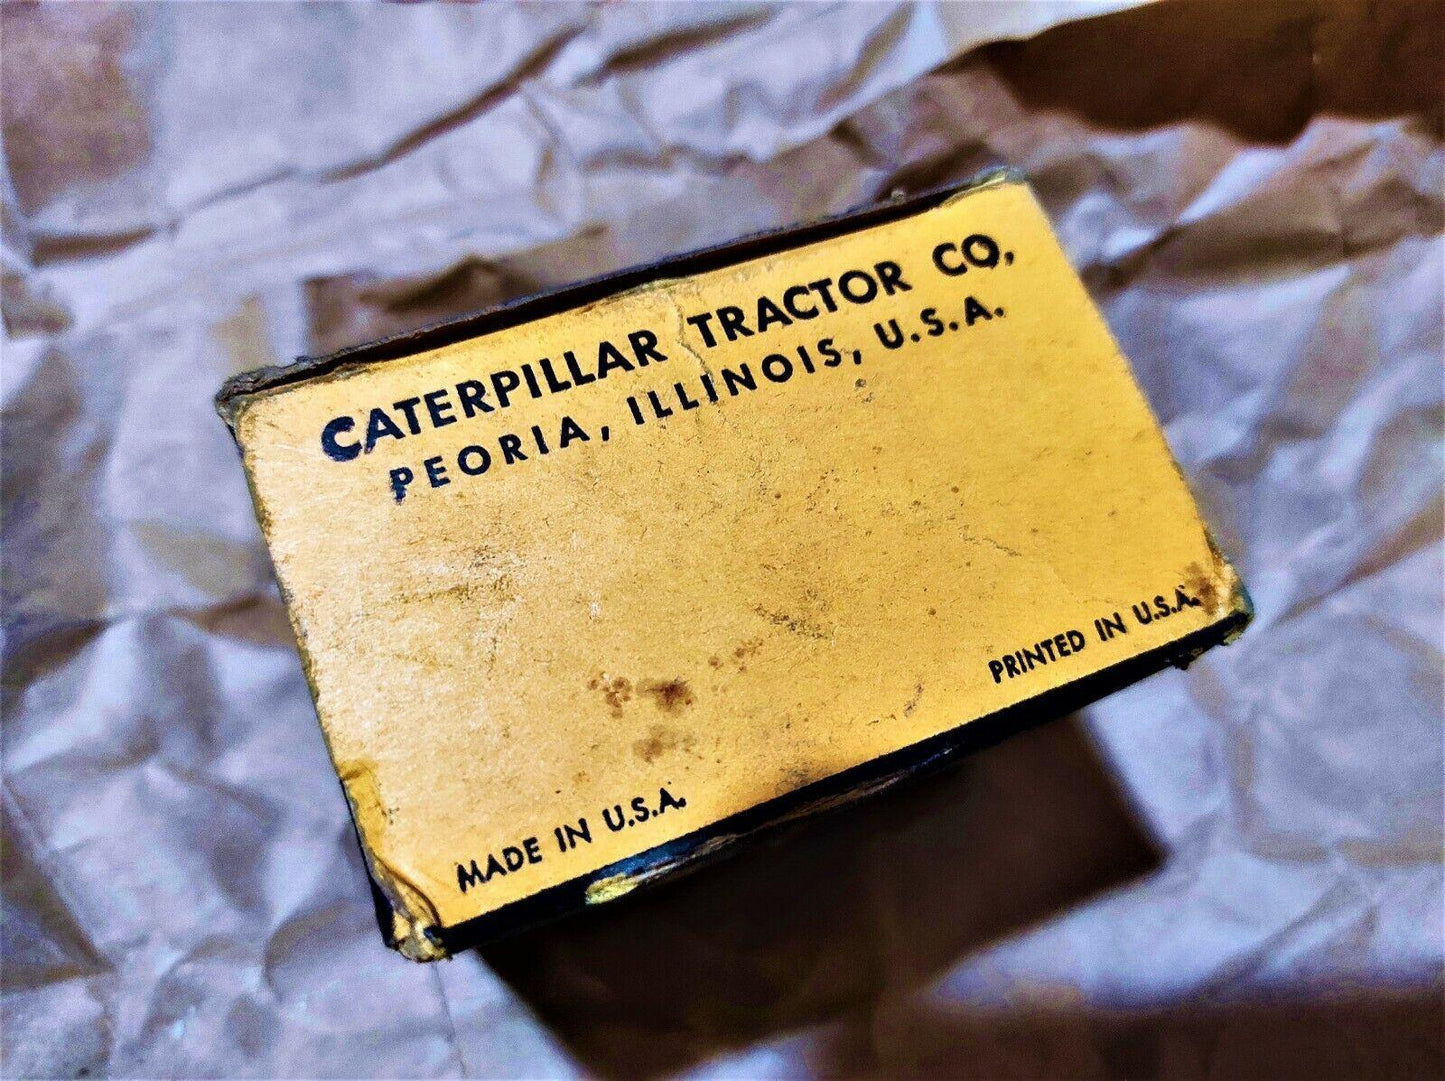 CATERPILLAR TRACTOR CO,
PEORIA, ILLINOIS, U.S.A.
MADE IN U.S.A.
PRINTED IN U.S.A.